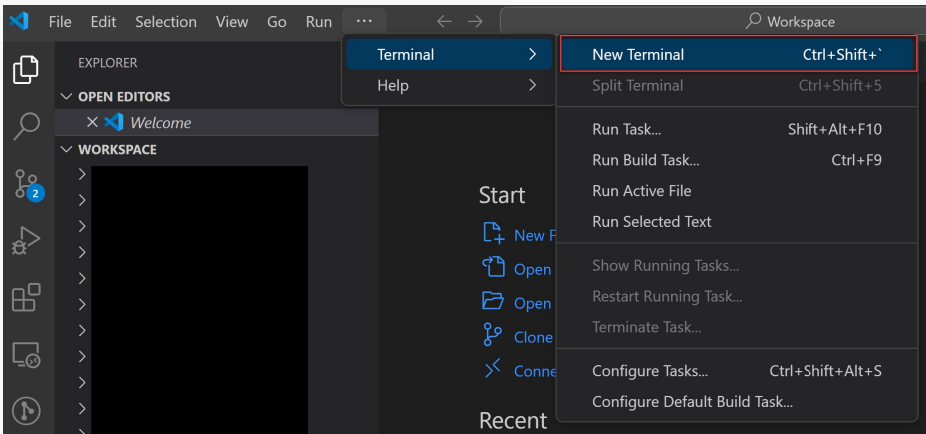 File Edit Selection View Go Run ... Workspace
EXPLORER
OPEN EDITORS
Welcome
WORKSPACE
2
Terminal
Help
New Terminal Ctrl+Shift+`
Split Terminal Ctrl+Shift+5
Run Task... Shift+Alt+F10
Run Build Task... Ctrl+F9
Run Active File
Run Selected Text
Show Running Tasks...
Restart Running Task...
Terminate Task...
Configure Tasks... Ctrl+Shift+Alt+S
Configure Default Build Task...
Start
New F
Open
Open
Clone
Conne
Recent